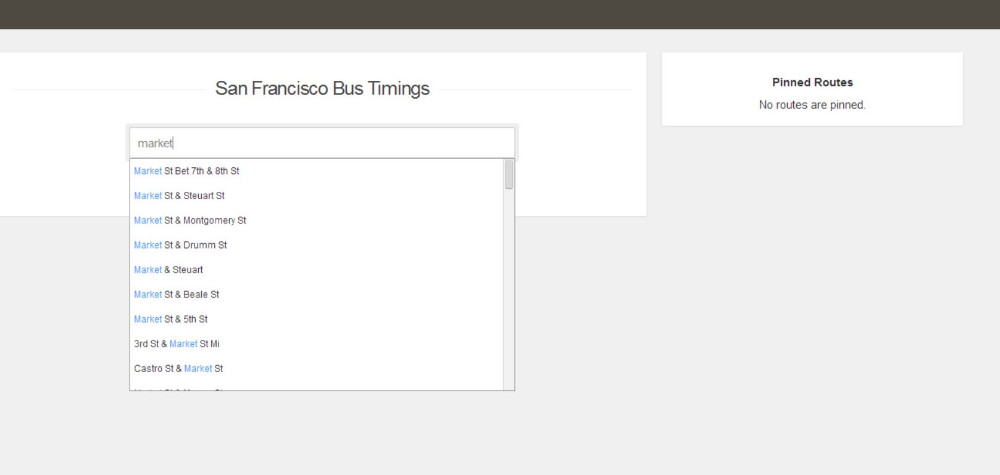 San Francisco Bus Timings
market
Market St Bet 7th & 8th St
Market St & Steuart St
Market St & Montgomery St
Market St & Drumm St
Market & Steuart
Market St & Beale St
Market St & 5th St
3rd St & Market St Mi
Castro St & Market St
Pinned Routes
No routes are pinned.